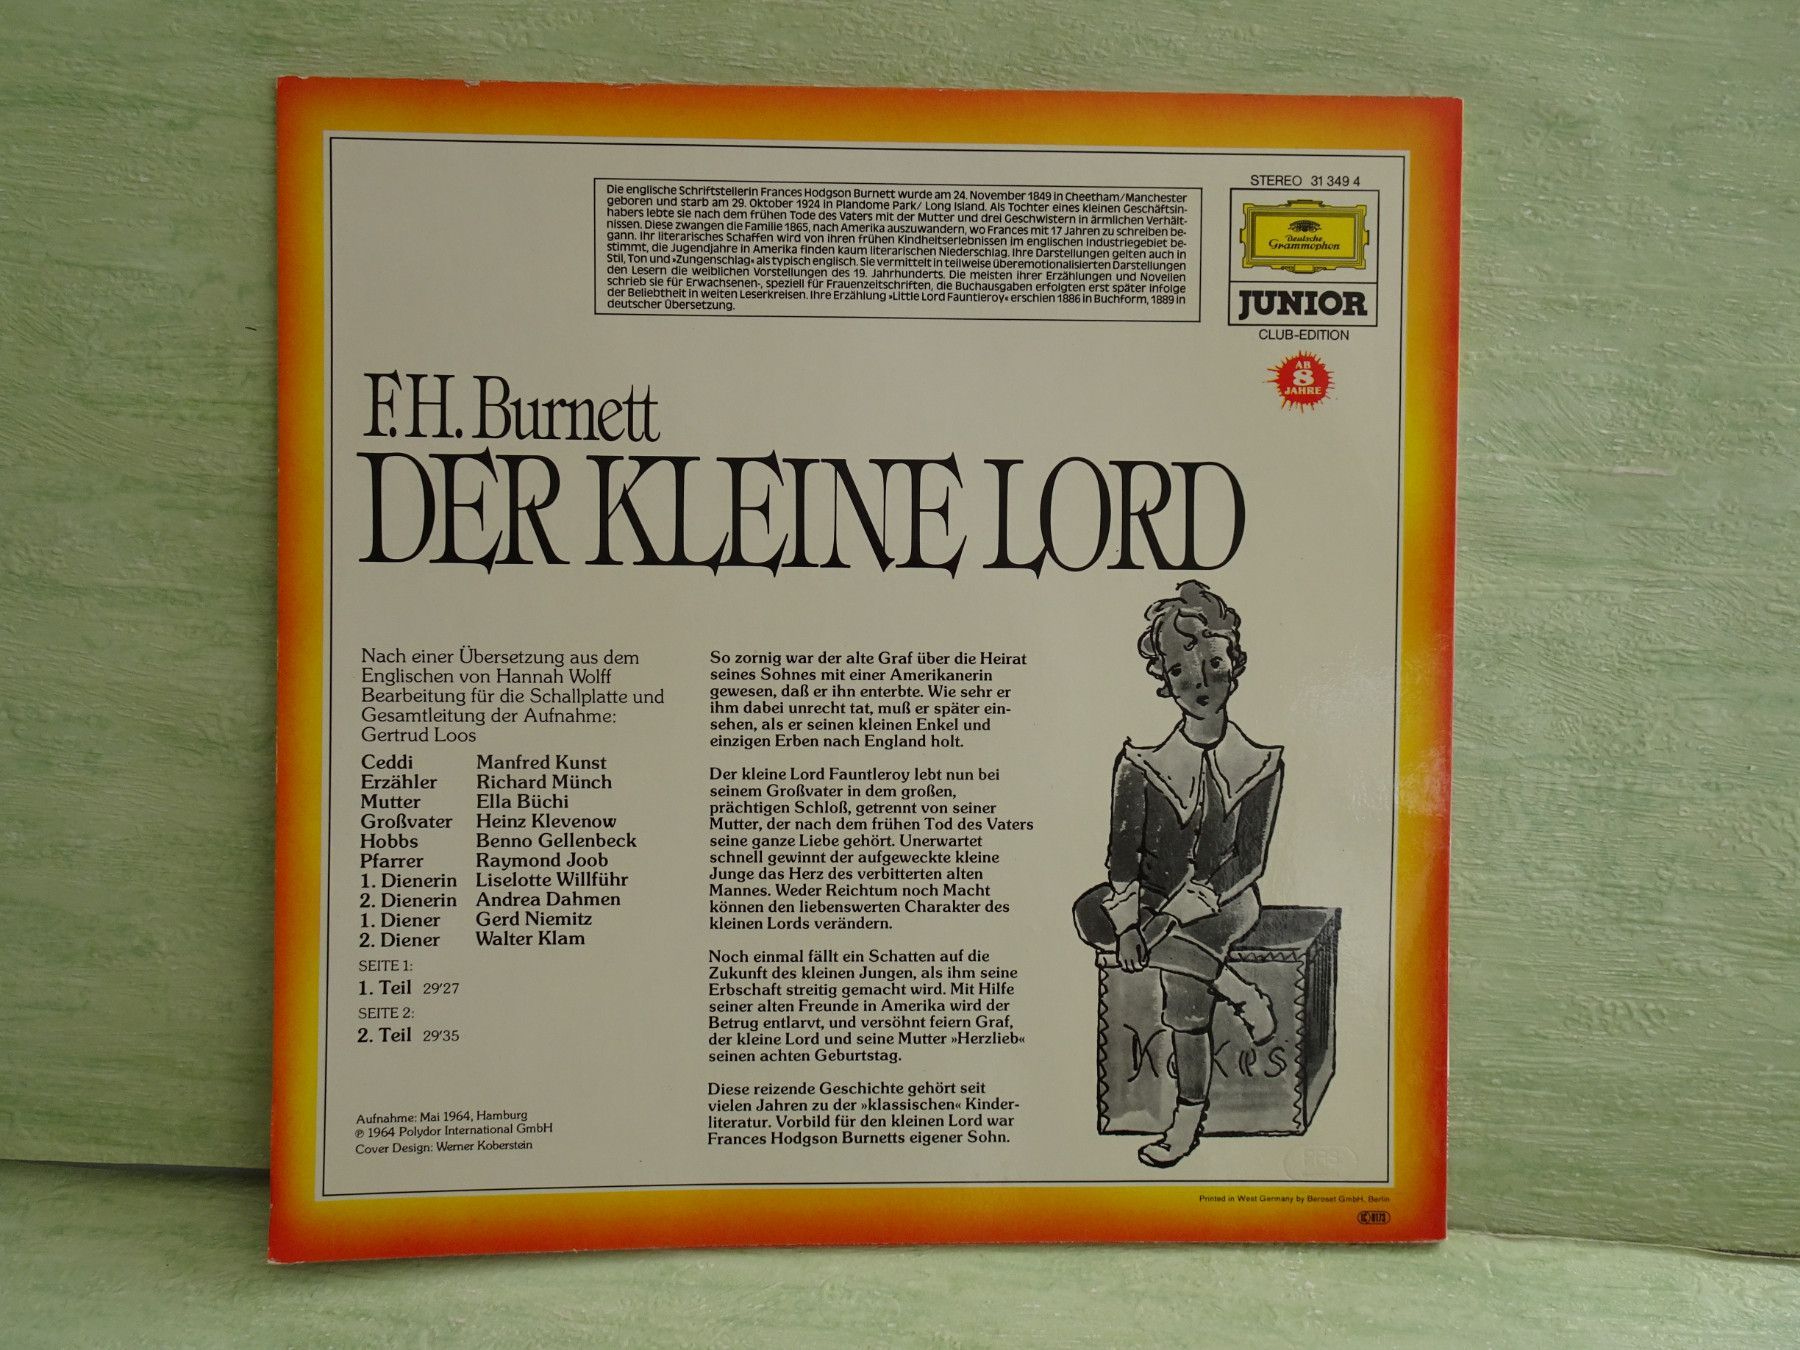 Die englische Schriftstellerin Frances Hodgson Burnett wurde am 24. November 1849 in Cheetham/Manchester
geboren und starb am 29. Oktober 1924 in Plandome Park/ Long Island. Als Tochter eines kleinen Geschäftsin-
habers lebte sie nach dem frühen Tode des Vaters mit der Mutter und drei Geschwistern in ärmlichen Verhält-
nissen. Diese zwangen die Familie 1865, nach Amerika auszuwandern, wo Frances mit 17 Jahren zu schreiben be-
gann. Ihr literarisches Schaffen wird von ihren frühen Kindheitserlebnissen im englischen Industriegebiet be-
stimmt, die Jugendjahre in Amerika finden kaum literarischen Niederschlag. Ihre Darstellungen gelten auch in
Stil, Ton und »Zungenschlag« als typisch englisch. Sie vermittelt in teilweise überemotionalisierten Darstellungen
den Lesern die weiblichen Vorstellungen des 19. Jahrhunderts. Die meisten ihrer Erzählungen und Novellen
schrieb sie für Erwachsenen-, speziell für Frauenzeitschriften, die Buchausgaben erfolgten erst später infolge
der Beliebtheit in weiten Leserkreisen. Ihre Erzählung »Little Lord Fauntleroy« erschien 1886 in Buchform, 1889 in
deutscher Übersetzung.
STEREO 31 349 4
Deutsche
Grammophon
JUNIOR
CLUB-EDITION
AB
8
JAHRE
F.H. Burnett
DER KLEINE LORD
Nach einer Übersetzung aus dem
Englischen von Hannah Wolff
Bearbeitung für die Schallplatte und
Gesamtleitung der Aufnahme:
Gertrud Loos
Ceddi Manfred Kunst
Erzähler Richard Münch
Mutter Ella Büchi
Großvater Heinz Klevenow
Hobbs Benno Gellenbeck
Pfarrer Raymond Joob
1. Dienerin Liselotte Willführ
2. Dienerin Andrea Dahmen
1. Diener Gerd Niemitz
2. Diener Walter Klam
SEITE 1:
1. Teil 29'27
SEITE 2:
2. Teil 29'35
Aufnahme: Mai 1964, Hamburg
℗ 1964 Polydor International GmbH
Cover Design: Werner Koberstein
So zornig war der alte Graf über die Heirat
seines Sohnes mit einer Amerikanerin
gewesen, daß er ihn enterbte. Wie sehr er
ihm dabei unrecht tat, muß er später ein-
sehen, als er seinen kleinen Enkel und
einzigen Erben nach England holt.
Der kleine Lord Fauntleroy lebt nun bei
seinem Großvater in dem großen,
prächtigen Schloß, getrennt von seiner
Mutter, der nach dem frühen Tod des Vaters
seine ganze Liebe gehört. Unerwartet
schnell gewinnt der aufgeweckte kleine
Junge das Herz des verbitterten alten
Mannes. Weder Reichtum noch Macht
können den liebenswerten Charakter des
kleinen Lords verändern.
Noch einmal fällt ein Schatten auf die
Zukunft des kleinen Jungen, als ihm seine
Erbschaft streitig gemacht wird. Mit Hilfe
seiner alten Freunde in Amerika wird der
Betrug entlarvt, und versöhnt feiern Graf,
der kleine Lord und seine Mutter »Herzlieb«
seinen achten Geburtstag.
Diese reizende Geschichte gehört seit
vielen Jahren zu der »klassischen« Kinder-
literatur. Vorbild für den kleinen Lord war
Frances Hodgson Burnetts eigener Sohn.
Printed in West Germany by Beroset GmbH, Berlin